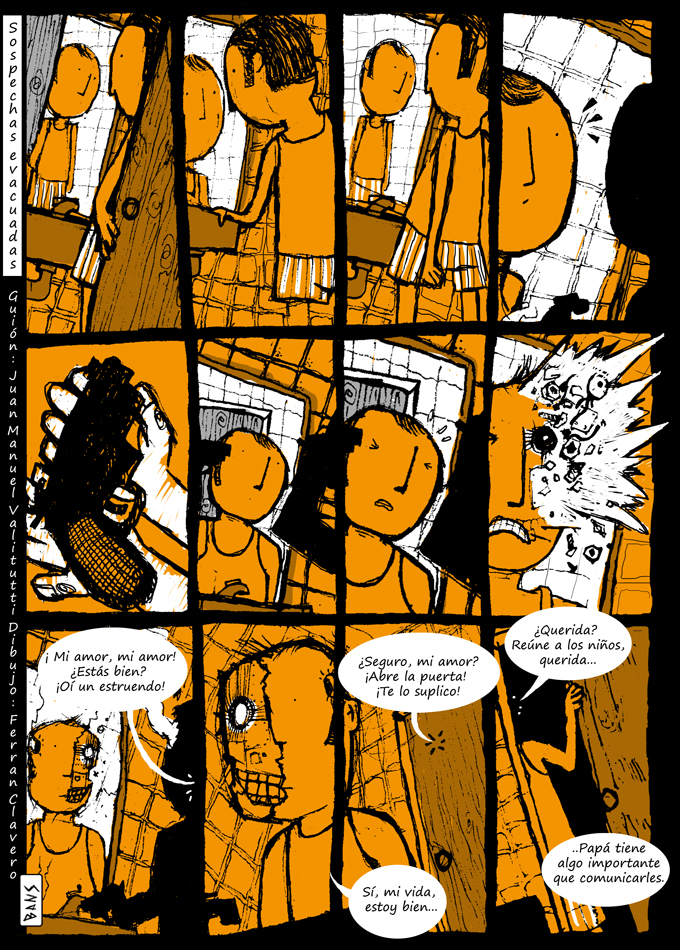 Sospechas evacuadas
Guión: Juan Manuel Valitutti Dibujo: Ferran Clavero
¡ Mi amor, mi amor!
¿Estás bien?
¡Oí un estruendo!
¿Seguro, mi amor?
¡Abre la puerta!
¡Te lo suplico!
Sí, mi vida,
estoy bien...
¿Querida?
Reúne a los niños,
querida...
..Papá tiene
algo importante
que comunicarles.
BANS